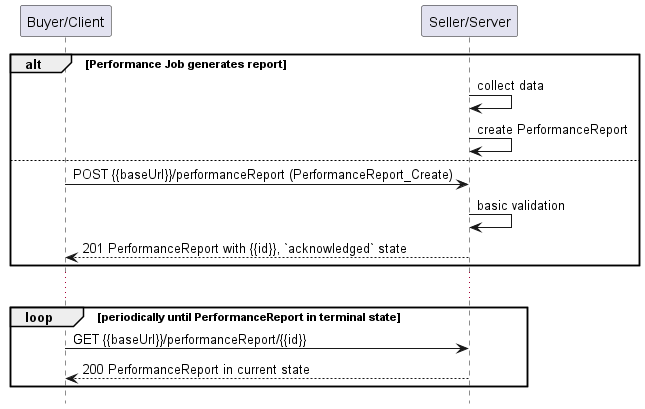 Buyer/Client
Seller/Server
alt
[Performance Job generates report]
collect data
create PerformanceReport
POST {{baseUrl}}/performanceReport (PerformanceReport_Create)
basic validation
201 PerformanceReport with {{id}}, `acknowledged` state
loop
[periodically until PerformanceReport in terminal state]
GET {{baseUrl}}/performanceReport/{{id}}
200 PerformanceReport in current state